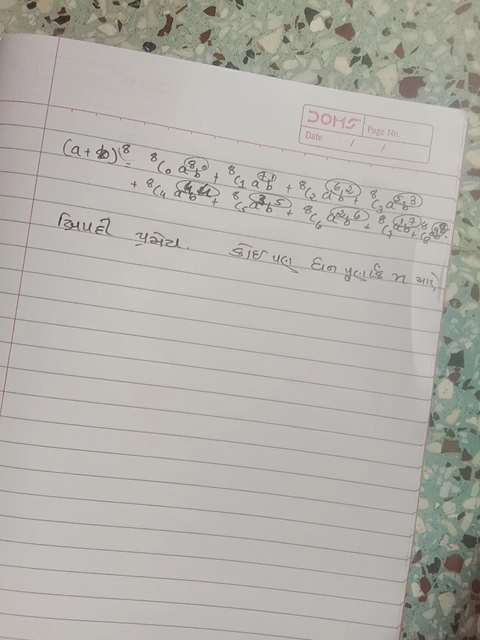 DOMS
Page No.
Date / /
(a+b)⁸ = ⁸C₀ a⁸b⁰ + ⁸C₁ a⁷b¹ + ⁸C₂ a⁶b² + ⁸C₃ a⁵b³
+ ⁸C₄ a⁴b⁴ + ⁸C₅ a³b⁵ + ⁸C₆ a²b⁶ + ⁸C₇ a¹b⁷ + ⁸C₈ a⁰b⁸.
દ્વિપદી પ્રમેય. કોઈ પણ ધન પૂર્ણાંક n માટે,